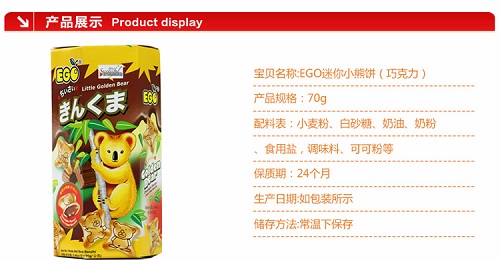 产品展示 Product display
EGO
Little Golden Bear
ちいさい
きんくま
EGO
宝贝名称:EGO迷你小熊饼（巧克力）
产品规格：70g
配料表：小麦粉、白砂糖、奶油、奶粉
、食用盐，调味料、可可粉等
保质期：24个月
生产日期:如包装所示
储存方法:常温下保存